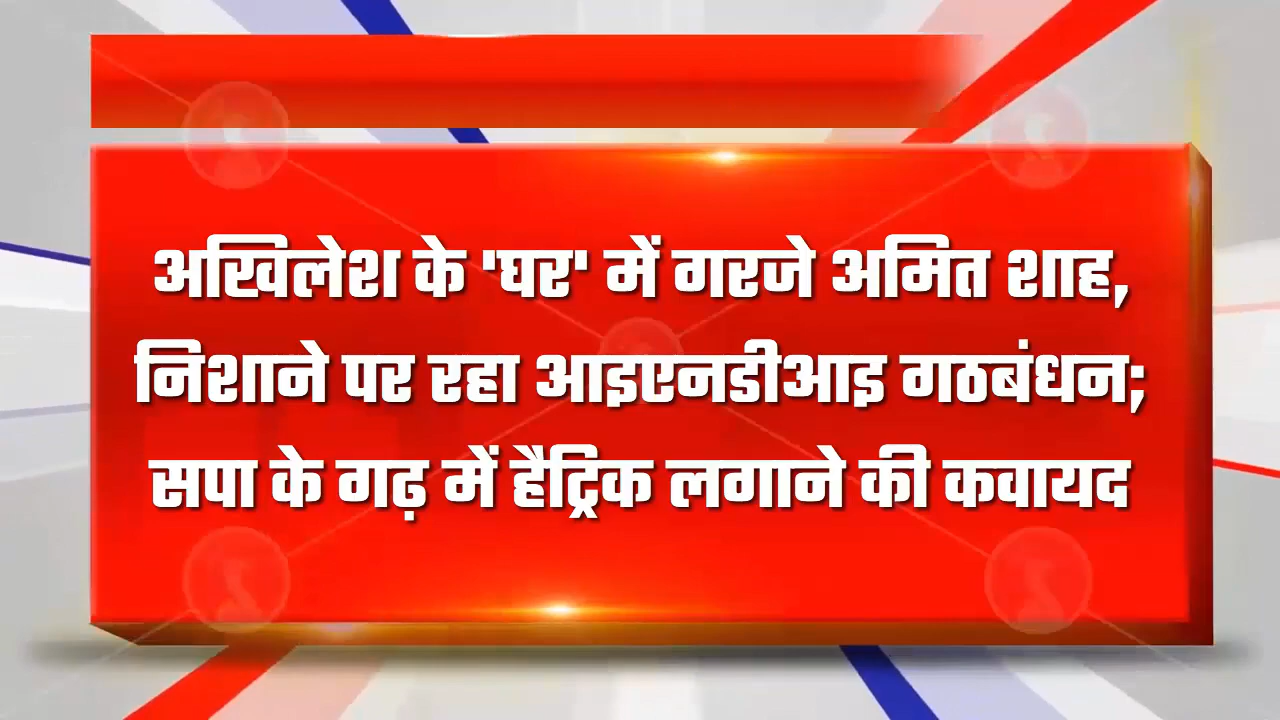 अखिलेश के 'घर' में गरजे अमित शाह,
निशाने पर रहा आइएनडीआइ गठबंधन;
सपा के गढ़ में हैट्रिक लगाने की कवायद